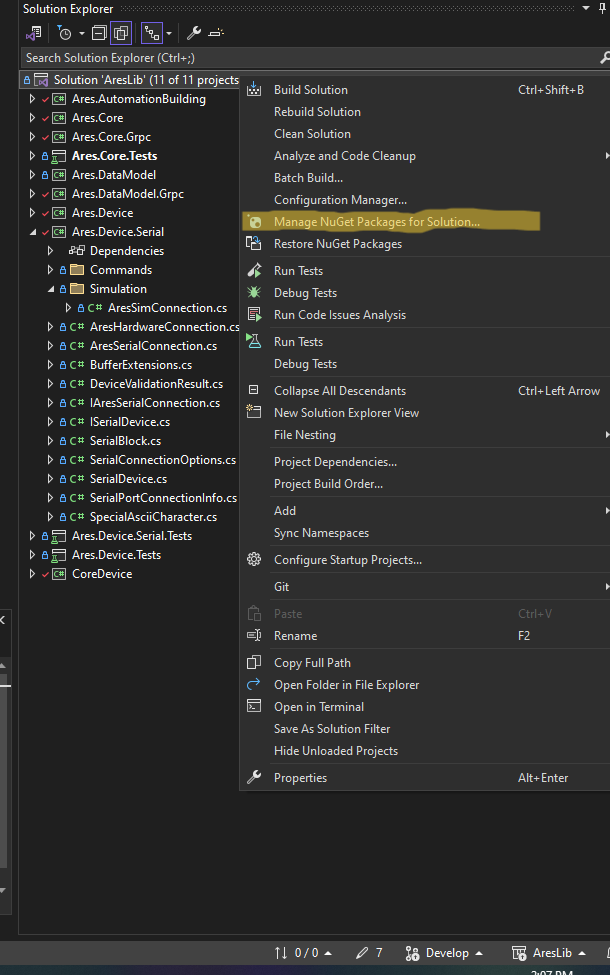 Solution Explorer
Search Solution Explorer (Ctrl+;)
Solution 'AresLib' (11 of 11 projects
Ares.AutomationBuilding
Ares.Core
Ares.Core.Grpc
Ares.Core.Tests
Ares.DataModel
Ares.DataModel.Grpc
Ares.Device
Ares.Device.Serial
Dependencies
Commands
Simulation
C# AresSimConnection.cs
C# AresHardwareConnection.cs
C# AresSerialConnection.cs
C# BufferExtensions.cs
C# DeviceValidationResult.cs
C# IAresSerialConnection.cs
C# ISerialDevice.cs
C# SerialBlock.cs
C# SerialConnectionOptions.cs
C# SerialDevice.cs
C# SerialPortConnectionInfo.cs
C# SpecialAsciiCharacter.cs
Ares.Device.Serial.Tests
Ares.Device.Tests
CoreDevice
Build Solution Ctrl+Shift+B
Rebuild Solution
Clean Solution
Analyze and Code Cleanup
Batch Build...
Configuration Manager...
Manage NuGet Packages for Solution...
Restore NuGet Packages
Run Tests
Debug Tests
Run Code Issues Analysis
Run Tests
Debug Tests
Collapse All Descendants Ctrl+Left Arrow
New Solution Explorer View
File Nesting
Project Dependencies...
Project Build Order...
Add
Sync Namespaces
Configure Startup Projects...
Git
Paste Ctrl+V
Rename F2
Copy Full Path
Open Folder in File Explorer
Open in Terminal
Save As Solution Filter
Hide Unloaded Projects
Properties Alt+Enter
0 / 0 7 Develop AresLib
2:07 PM